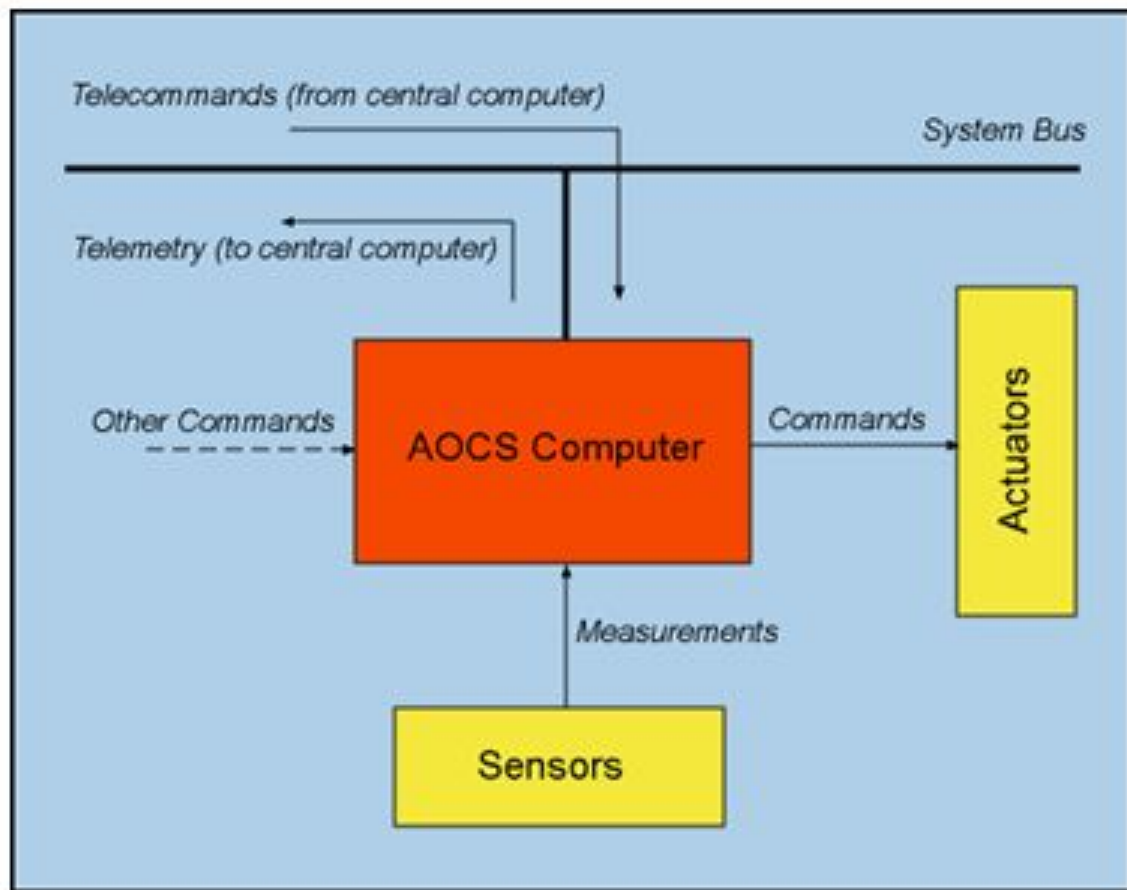 Telecommands (from central computer)
System Bus
Telemetry (to central computer)
Other Commands
AOCS Computer
Commands
Actuators
Measurements
Sensors